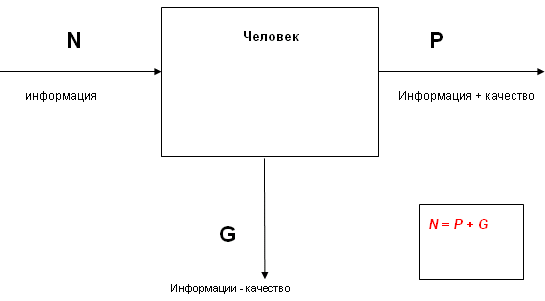 N
Человек
P
информация
Информация + качество
G
N = P + G
Информации - качество